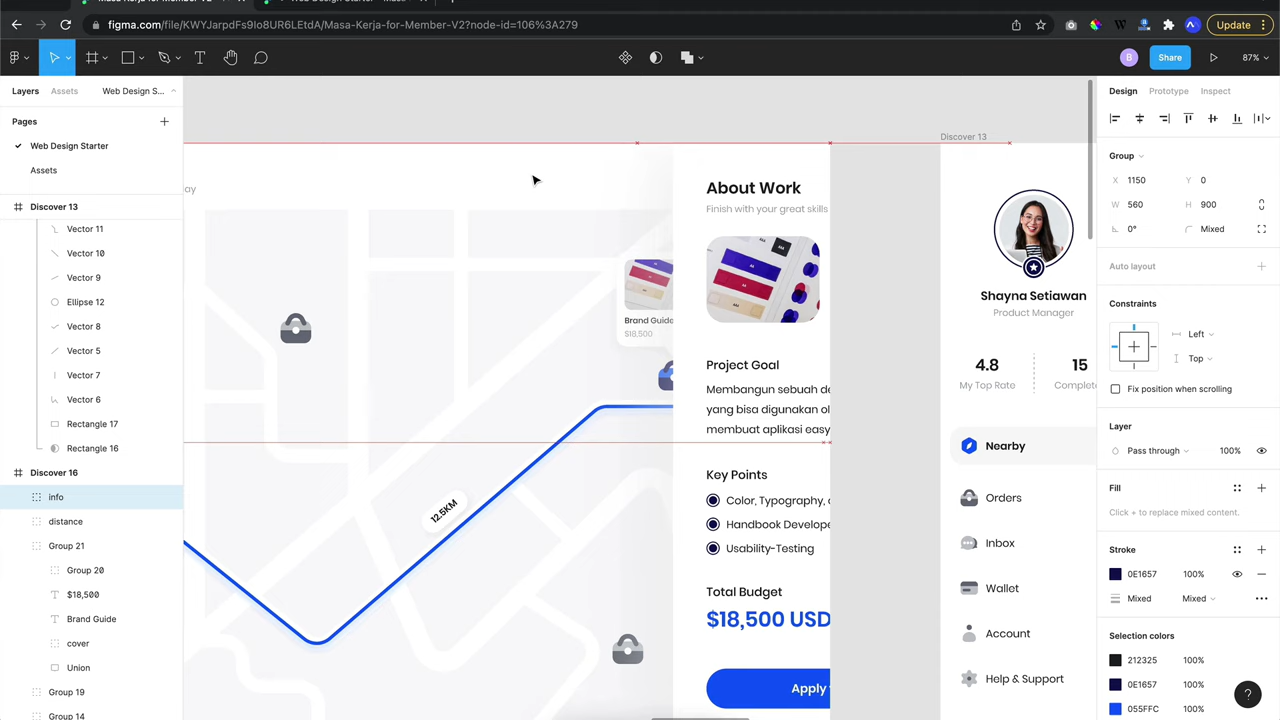 figma.com/file/KWYJarpdFs9Io8UR6LEtdA/Masa-Kerja-for-Member-V2?node-id=106%3A279
Update
B
Share
87%
Layers
Assets
Web Design S...
Pages
Web Design Starter
Assets
Discover 13
Vector 11
Vector 10
Vector 9
Ellipse 12
Vector 8
Vector 5
Vector 7
Vector 6
Rectangle 17
Rectangle 16
Discover 16
info
distance
Group 21
Group 20
$18,500
Brand Guide
cover
Union
Group 19
Group 14
ay
Brand Guide
$18,500
12.5KM
About Work
Finish with your great skills
Project Goal
Membangun sebuah de
yang bisa digunakan ol
membuat aplikasi easy
Key Points
Color, Typography,
Handbook Develope
Usability-Testing
Total Budget
$18,500 USD
Apply
Discover 13
Shayna Setiawan
Product Manager
4.8
My Top Rate
15
Complete
Nearby
Orders
Inbox
Wallet
Account
Help & Support
Design
Prototype
Inspect
Group
X 1150
Y 0
W 560
H 900
0°
Mixed
Auto layout
Constraints
Left
Top
Fix position when scrolling
Layer
Pass through
100%
Fill
Click + to replace mixed content.
Stroke
0E1657
100%
Mixed
Mixed
Selection colors
212325
100%
0E1657
100%
055FFC
100%
?